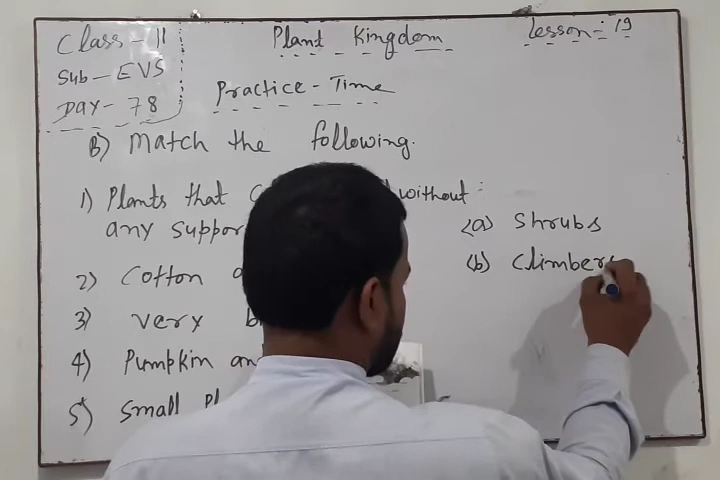 Class - II
Plant Kingdom
Lesson:- 19
Sub - EVS
Day - 78
Practice - Time
B) Match the following.
1) Plants that without:
any suppor
(a) Shrubs
2) Cotton
(b) Climbers
3) very
4) Pumpkin an
5) Small Pl